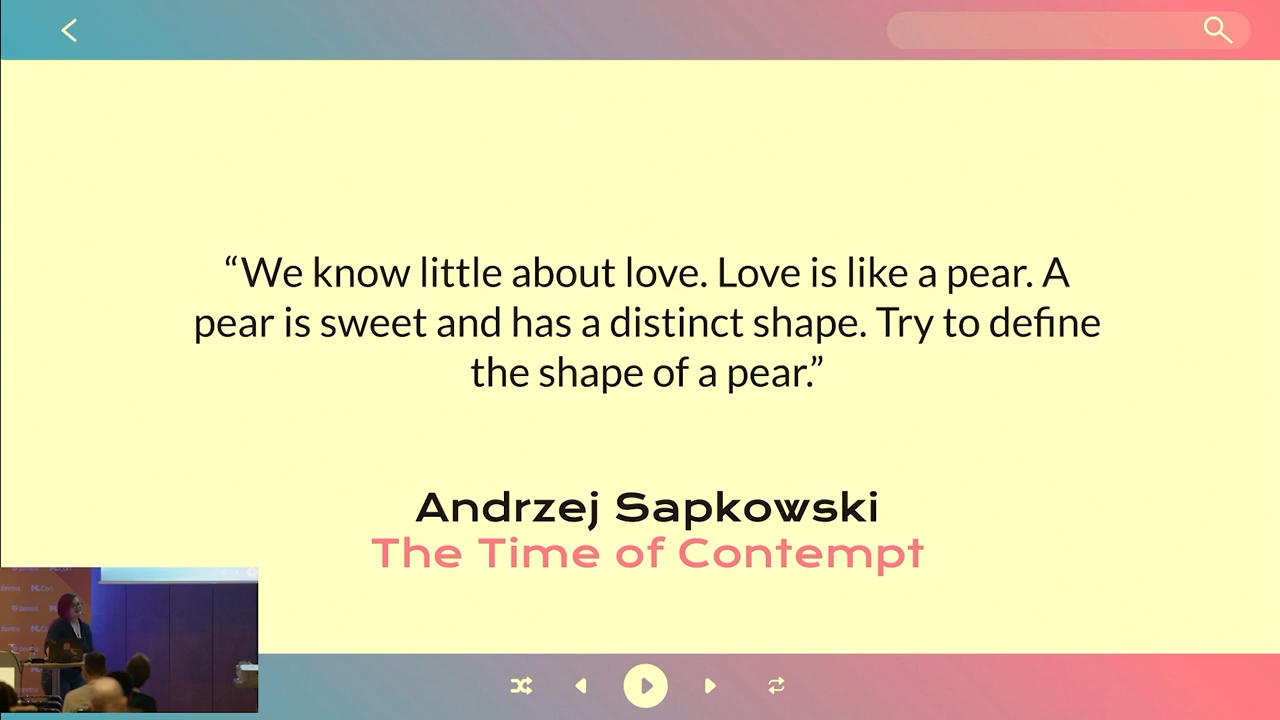 “We know little about love. Love is like a pear. A
pear is sweet and has a distinct shape. Try to define
the shape of a pear.”
Andrzej Sapkowski
The Time of Contempt